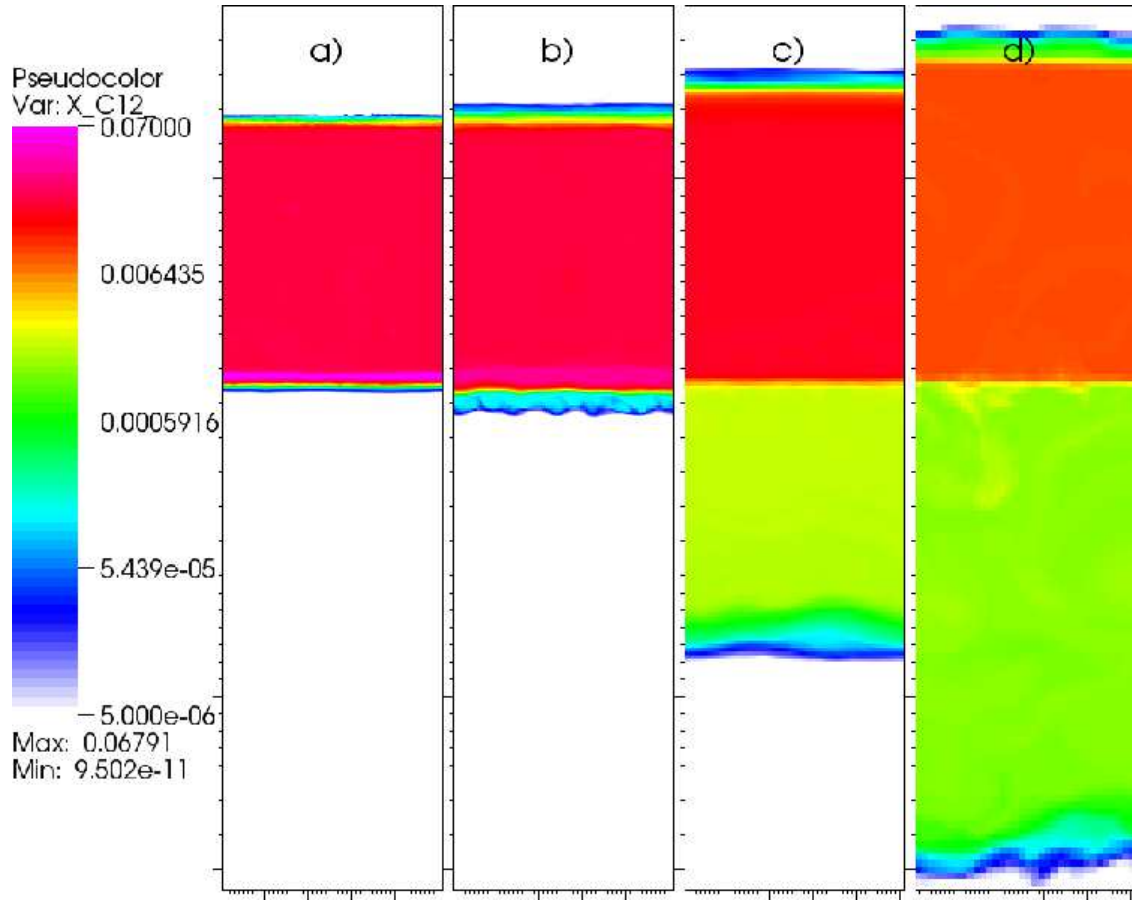 a)
b)
c)
d)
Pseudocolor
Var: X_C12_
0.07000
0.006435
0.0005916
5.439e-05
5.000e-06
Max: 0.06791
Min: 9.502e-11